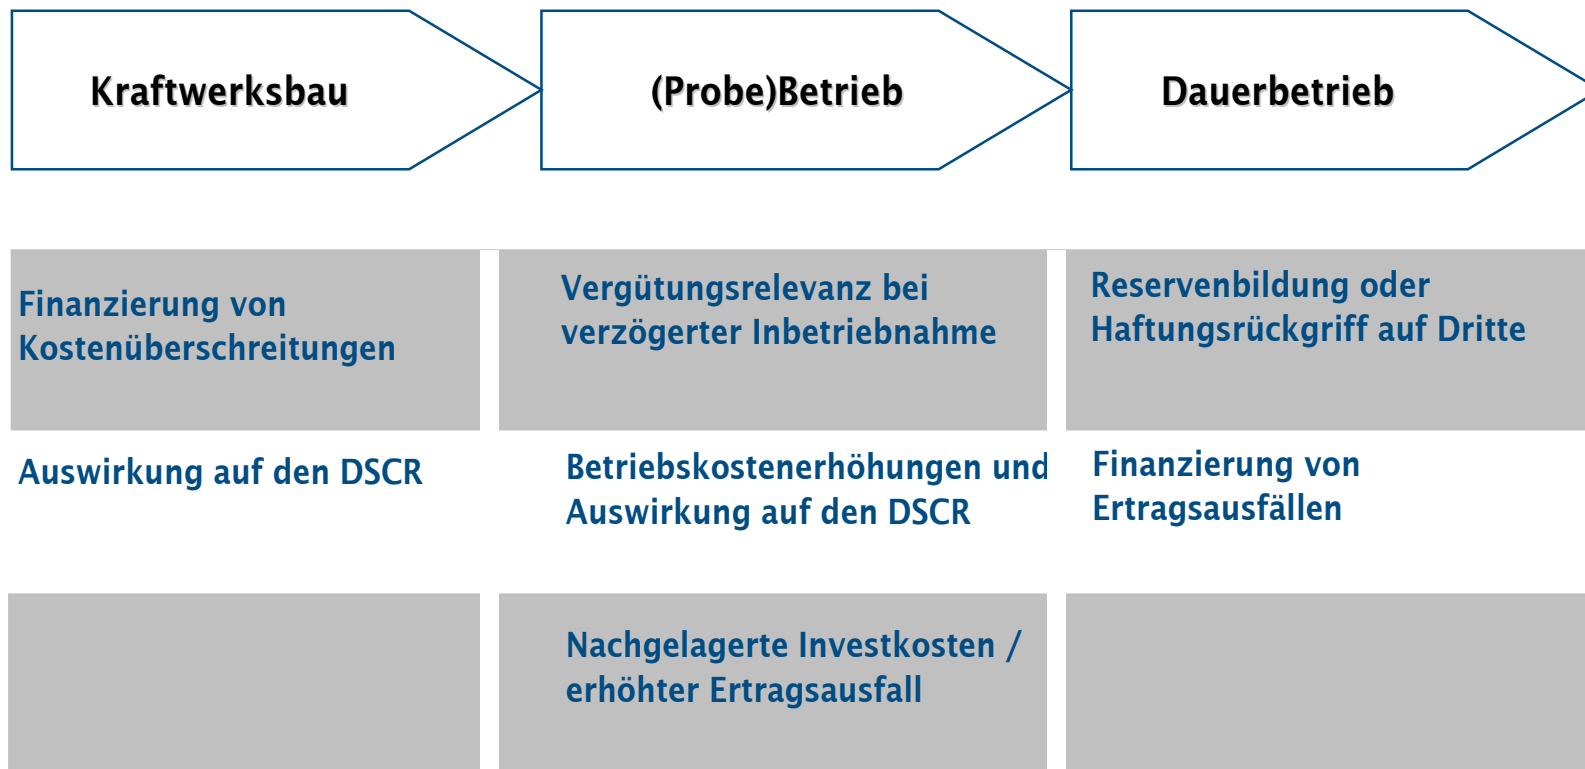 Kraftwerksbau
(Probe)Betrieb
Dauerbetrieb
Finanzierung von
Kostenüberschreitungen
Vergütungsrelevanz bei
verzögerter Inbetriebnahme
Reservenbildung oder
Haftungsrückgriff auf Dritte
Auswirkung auf den DSCR
Betriebskostenerhöhungen und
Auswirkung auf den DSCR
Finanzierung von
Ertragsausfällen
Nachgelagerte Investkosten /
erhöhter Ertragsausfall